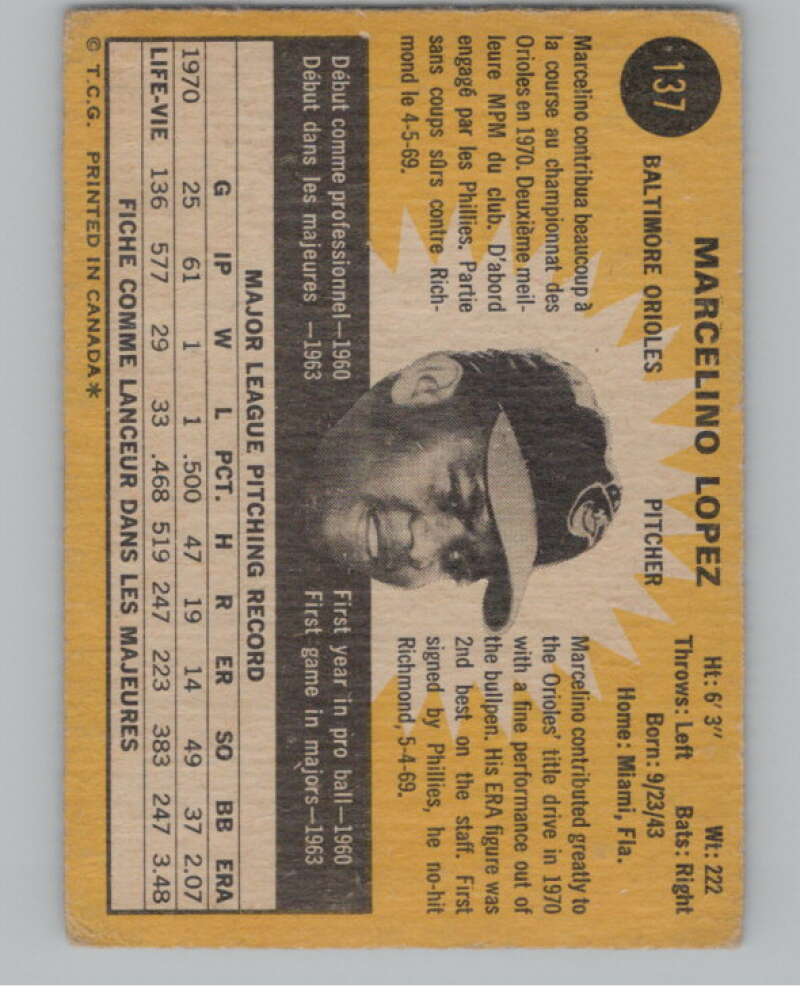 137
MARCELINO LOPEZ
BALTIMORE ORIOLES PITCHER
Ht: 6' 3" Wt: 222
Throws: Left Bats: Right
Born: 9/23/43
Home: Miami, Fla.
Marcelino contribua beaucoup à
la course au championnat des
Orioles en 1970. Deuxième meil-
leure MPM du club. D'abord
engagé par les Phillies. Partie
sans coups sûrs contre Rich-
mond le 4-5-69.
Marcelino contributed greatly to
the Orioles' title drive in 1970
with a fine performance out of
the bullpen. His ERA figure was
2nd best on the staff. First
signed by Phillies, he no-hit
Richmond, 5-4-69.
Début comme professionnel—1960
Début dans les majeures —1963
First year in pro ball—1960
First game in majors—1963
MAJOR LEAGUE PITCHING RECORD
G IP W L PCT. H R ER SO BB ERA
1970 25 61 1 1 .500 47 19 14 49 37 2.07
LIFE-VIE 136 577 29 33 .468 519 247 223 383 247 3.48
FICHE COMME LANCEUR DANS LES MAJEURES
© T.C.G. PRINTED IN CANADA*